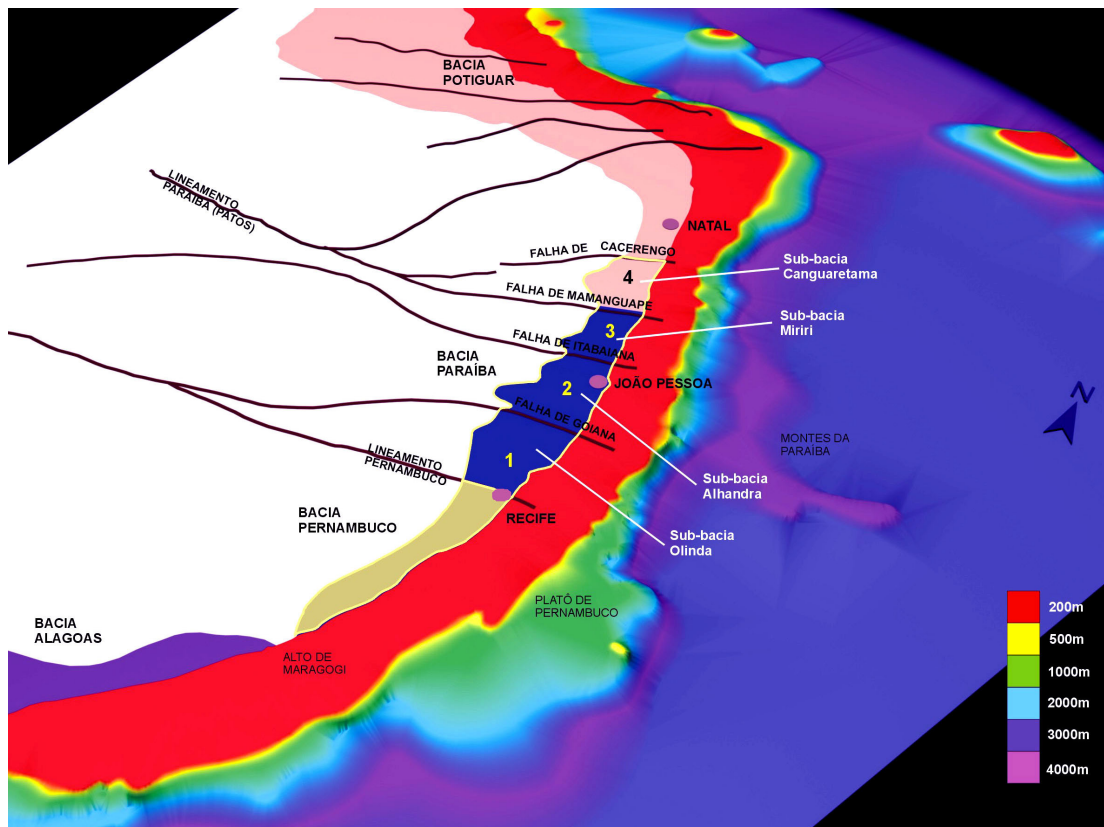 BACIA
POTIGUAR
LINEAMENTO
PARAÍBA (PATOS)
NATAL
FALHA DE CACERENGO
Sub-bacia
Canguaretama
4
FALHA DE MAMANGUAPE
Sub-bacia
Miriri
3
FALHA DE ITABAIANA
BACIA
PARAÍBA
JOÃO PESSOA
2
N
FALHA DE GOIANA
MONTES DA
PARAÍBA
LINEAMENTO
PERNAMBUCO
1
Sub-bacia
Alhandra
BACIA
PERNAMBUCO
RECIFE
Sub-bacia
Olinda
PLATÔ DE
PERNAMBUCO
BACIA
ALAGOAS
ALTO DE
MARAGOGI
200m
500m
1000m
2000m
3000m
4000m